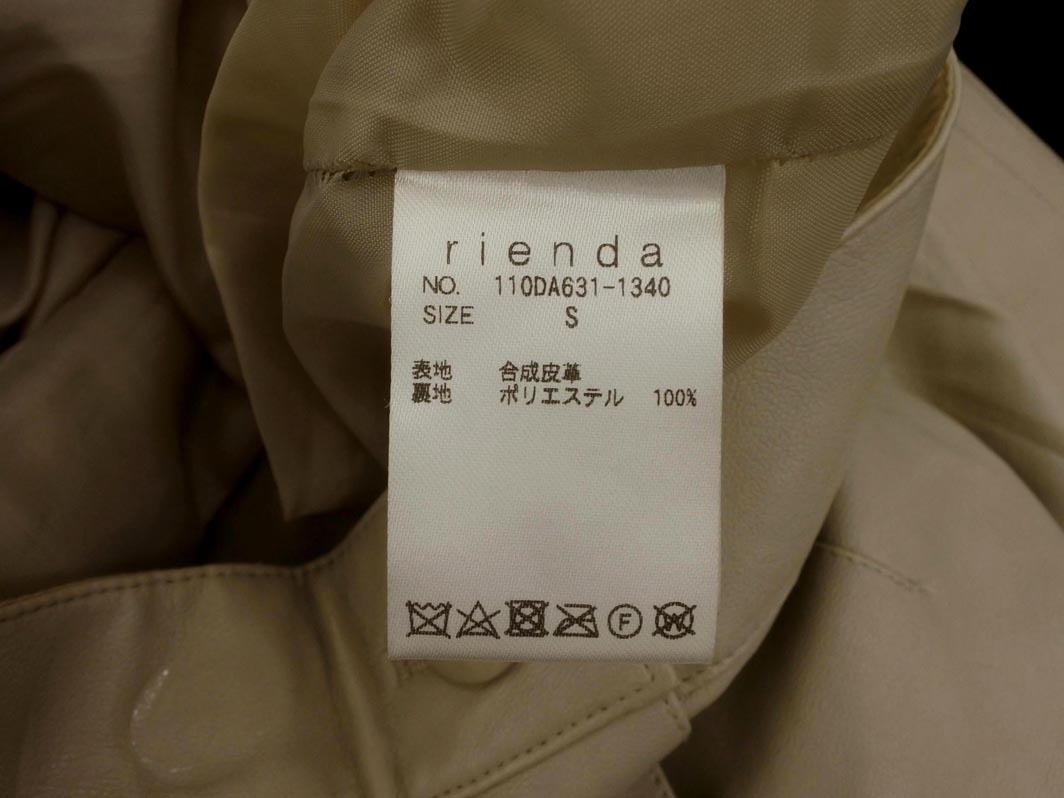 rienda
NO. 110DA631-1340
SIZE S
表地 合成皮革
裏地 ポリエステル 100%
F W